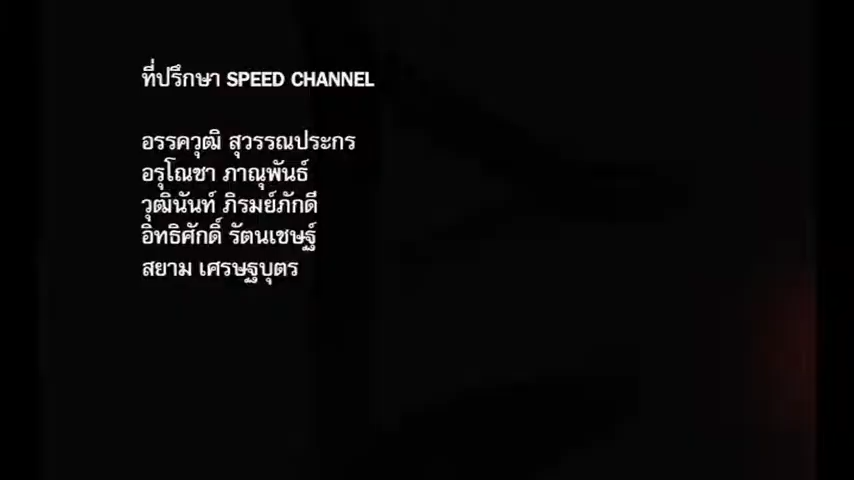 ที่ปรึกษา SPEED CHANNEL
อรรควุฒิ สุวรรณประกร
อรุโณชา ภาณุพันธ์
วุฒินันท์ ภิรมย์ภักดี
อิทธิศักดิ์ รัตนเชษฐ์
สยาม เศรษฐบุตร